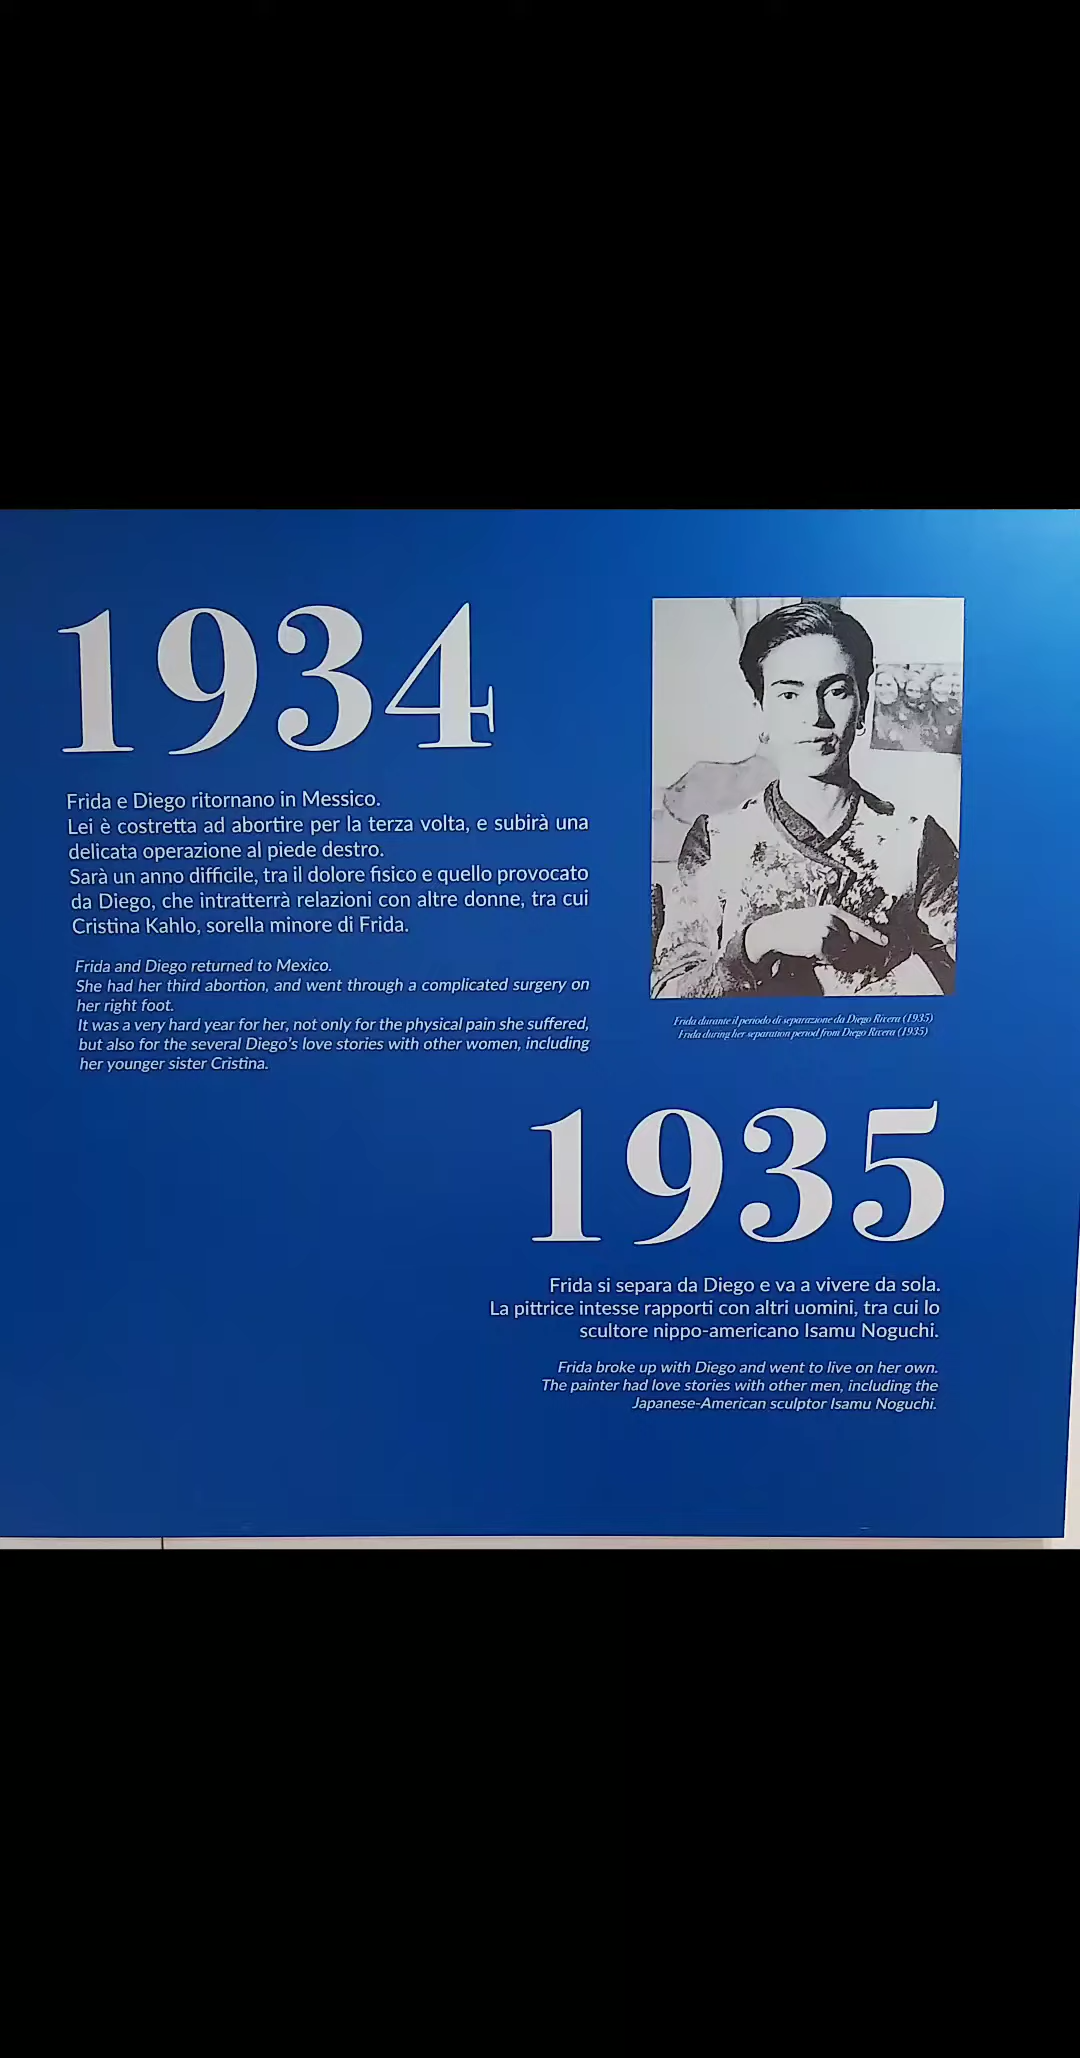 1934
Frida e Diego ritornano in Messico.
Lei è costretta ad abortire per la terza volta, e subirà una
delicata operazione al piede destro.
Sarà un anno difficile, tra il dolore fisico e quello provocato
da Diego, che intratterrà relazioni con altre donne, tra cui
Cristina Kahlo, sorella minore di Frida.
Frida and Diego returned to Mexico.
She had her third abortion, and went through a complicated surgery on
her right foot.
It was a very hard year for her, not only for the physical pain she suffered,
but also for the several Diego's love stories with other women, including
her younger sister Cristina.
Frida durante il periodo di separazione da Diego Rivera (1935)
Frida during her separation period from Diego Rivera (1935)
1935
Frida si separa da Diego e va a vivere da sola.
La pittrice intesse rapporti con altri uomini, tra cui lo
scultore nippo-americano Isamu Noguchi.
Frida broke up with Diego and went to live on her own.
The painter had love stories with other men, including the
Japanese-American sculptor Isamu Noguchi.